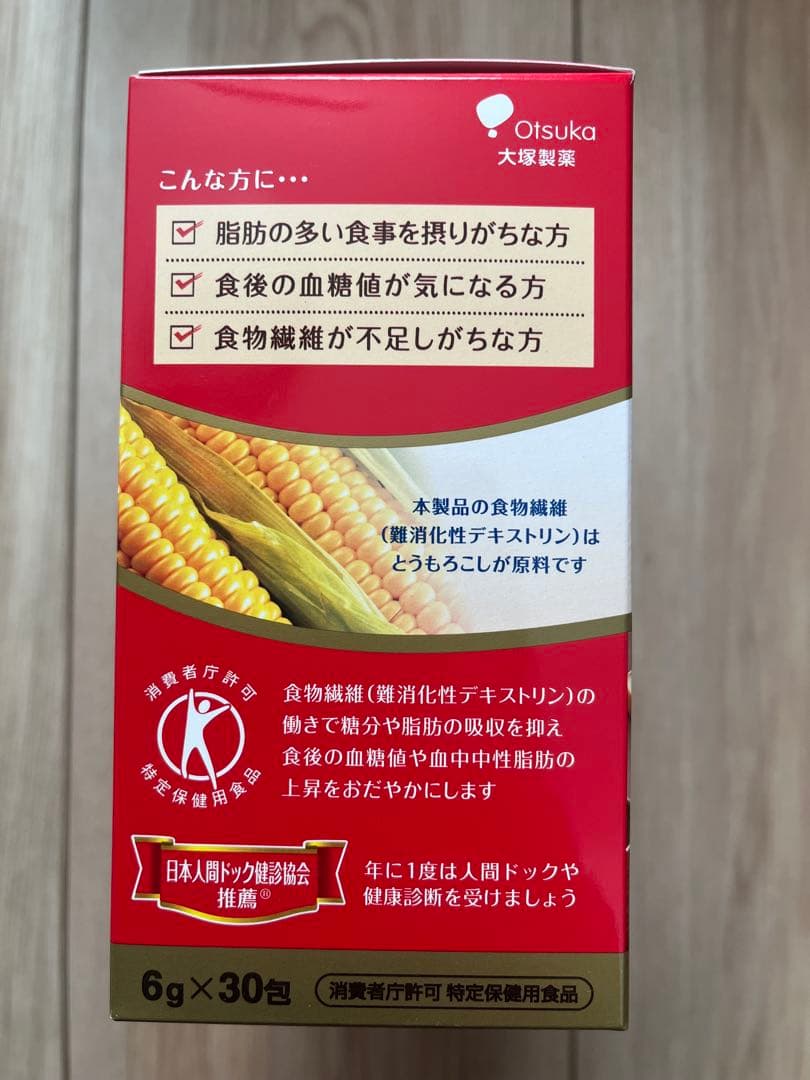 Otsuka
大塚製薬
こんな方に･･･
脂肪の多い食事を摂りがちな方
食後の血糖値が気になる方
食物繊維が不足しがちな方
本製品の食物繊維
（難消化性デキストリン）は
とうもろこしが原料です
消費者庁許可
特定保健用食品
食物繊維（難消化性デキストリン）の
働きで糖分や脂肪の吸収を抑え
食後の血糖値や血中中性脂肪の
上昇をおだやかにします
日本人間ドック健診協会
推薦®
年に1度は人間ドックや
健康診断を受けましょう
6g×30包
消費者庁許可 特定保健用食品